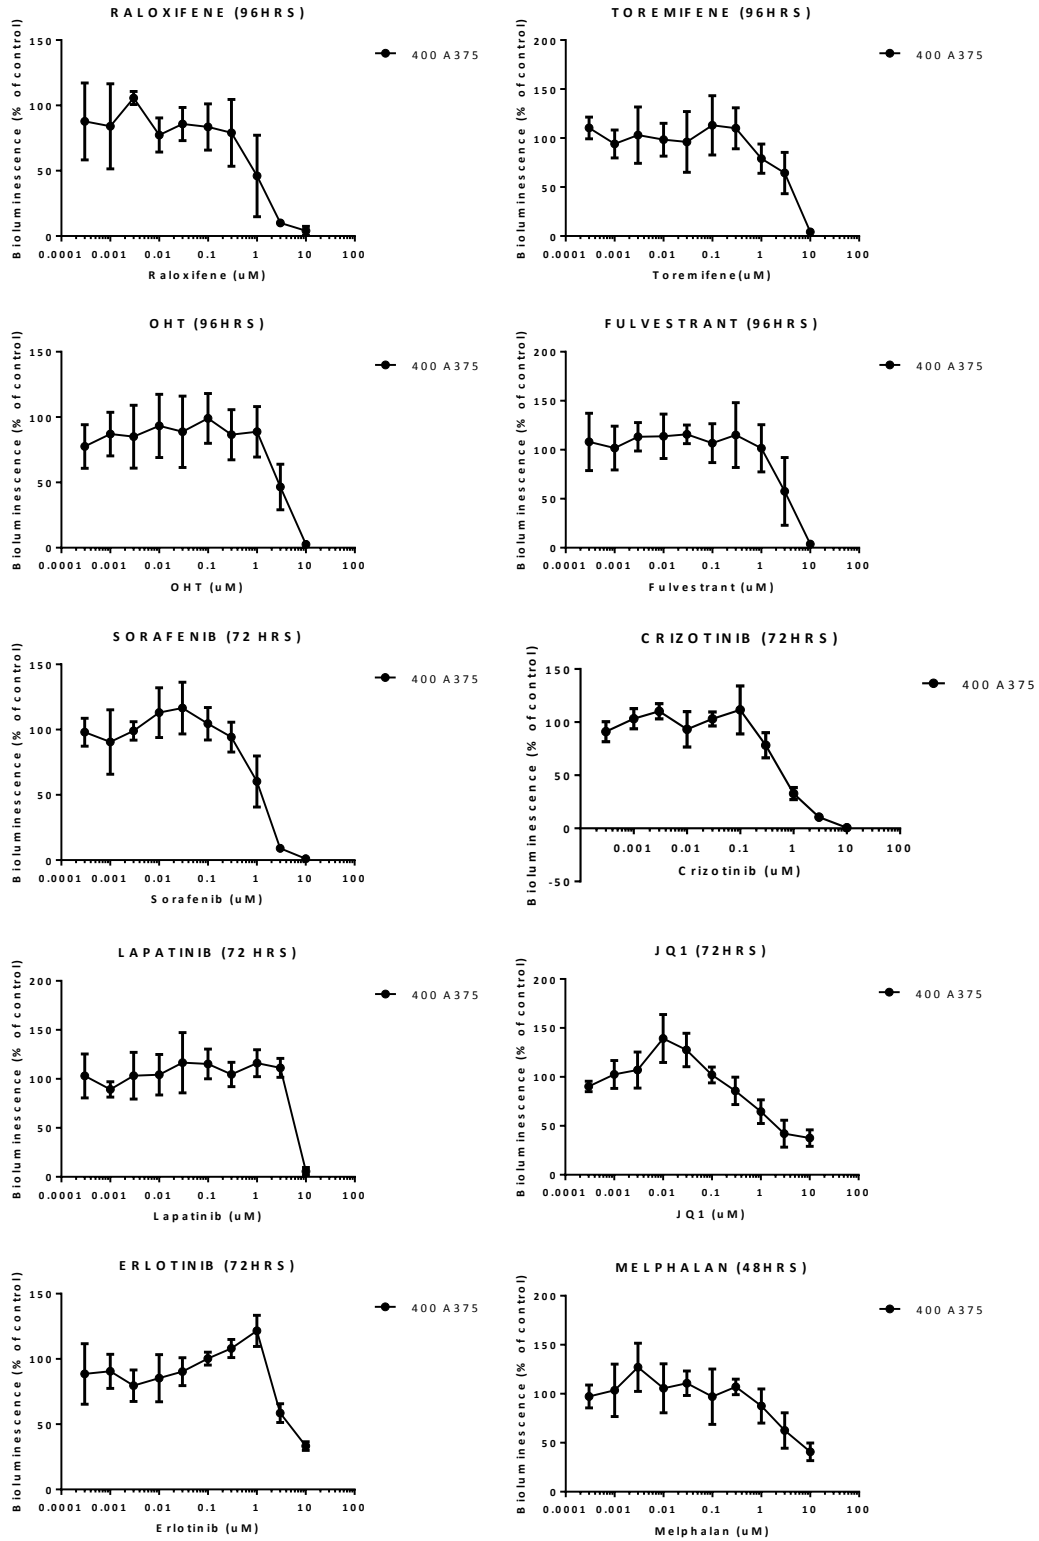 RALOXIFENE (96HRS)
Bioluminescence (% of control)
150
100
50
0
0.0001 0.001 0.01 0.1 1 10 100
Raloxifene (uM)
400 A375
TOREMIFENE (96HRS)
Bioluminescence (% of control)
200
150
100
50
0
0.0001 0.001 0.01 0.1 1 10 100
Toremifene(uM)
400 A375
OHT (96HRS)
Bioluminescence (% of control)
150
100
50
0
0.0001 0.001 0.01 0.1 1 10 100
OHT (uM)
400 A375
FULVESTRANT (96HRS)
Bioluminescence (% of control)
200
150
100
50
0
0.0001 0.001 0.01 0.1 1 10 100
Fulvestrant (uM)
400 A375
SORAFENIB (72 HRS)
Bioluminescence (% of control)
150
100
50
0
0.0001 0.001 0.01 0.1 1 10 100
Sorafenib (uM)
400 A375
CRIZOTINIB (72HRS)
Bioluminescence (% of control)
150
100
50
0
-50
0.001 0.01 0.1 1 10 100
Crizotinib (uM)
400 A375
LAPATINIB (72 HRS)
Bioluminescence (% of control)
200
150
100
50
0
0.0001 0.001 0.01 0.1 1 10 100
Lapatinib (uM)
400 A375
JQ1 (72HRS)
Bioluminescence (% of control)
200
150
100
50
0
0.0001 0.001 0.01 0.1 1 10 100
JQ1 (uM)
400 A375
ERLOTINIB (72HRS)
Bioluminescence (% of control)
150
100
50
0
0.0001 0.001 0.01 0.1 1 10 100
Erlotinib (uM)
400 A375
MELPHALAN (48HRS)
Bioluminescence (% of control)
200
150
100
50
0
0.0001 0.001 0.01 0.1 1 10 100
Melphalan (uM)
400 A375